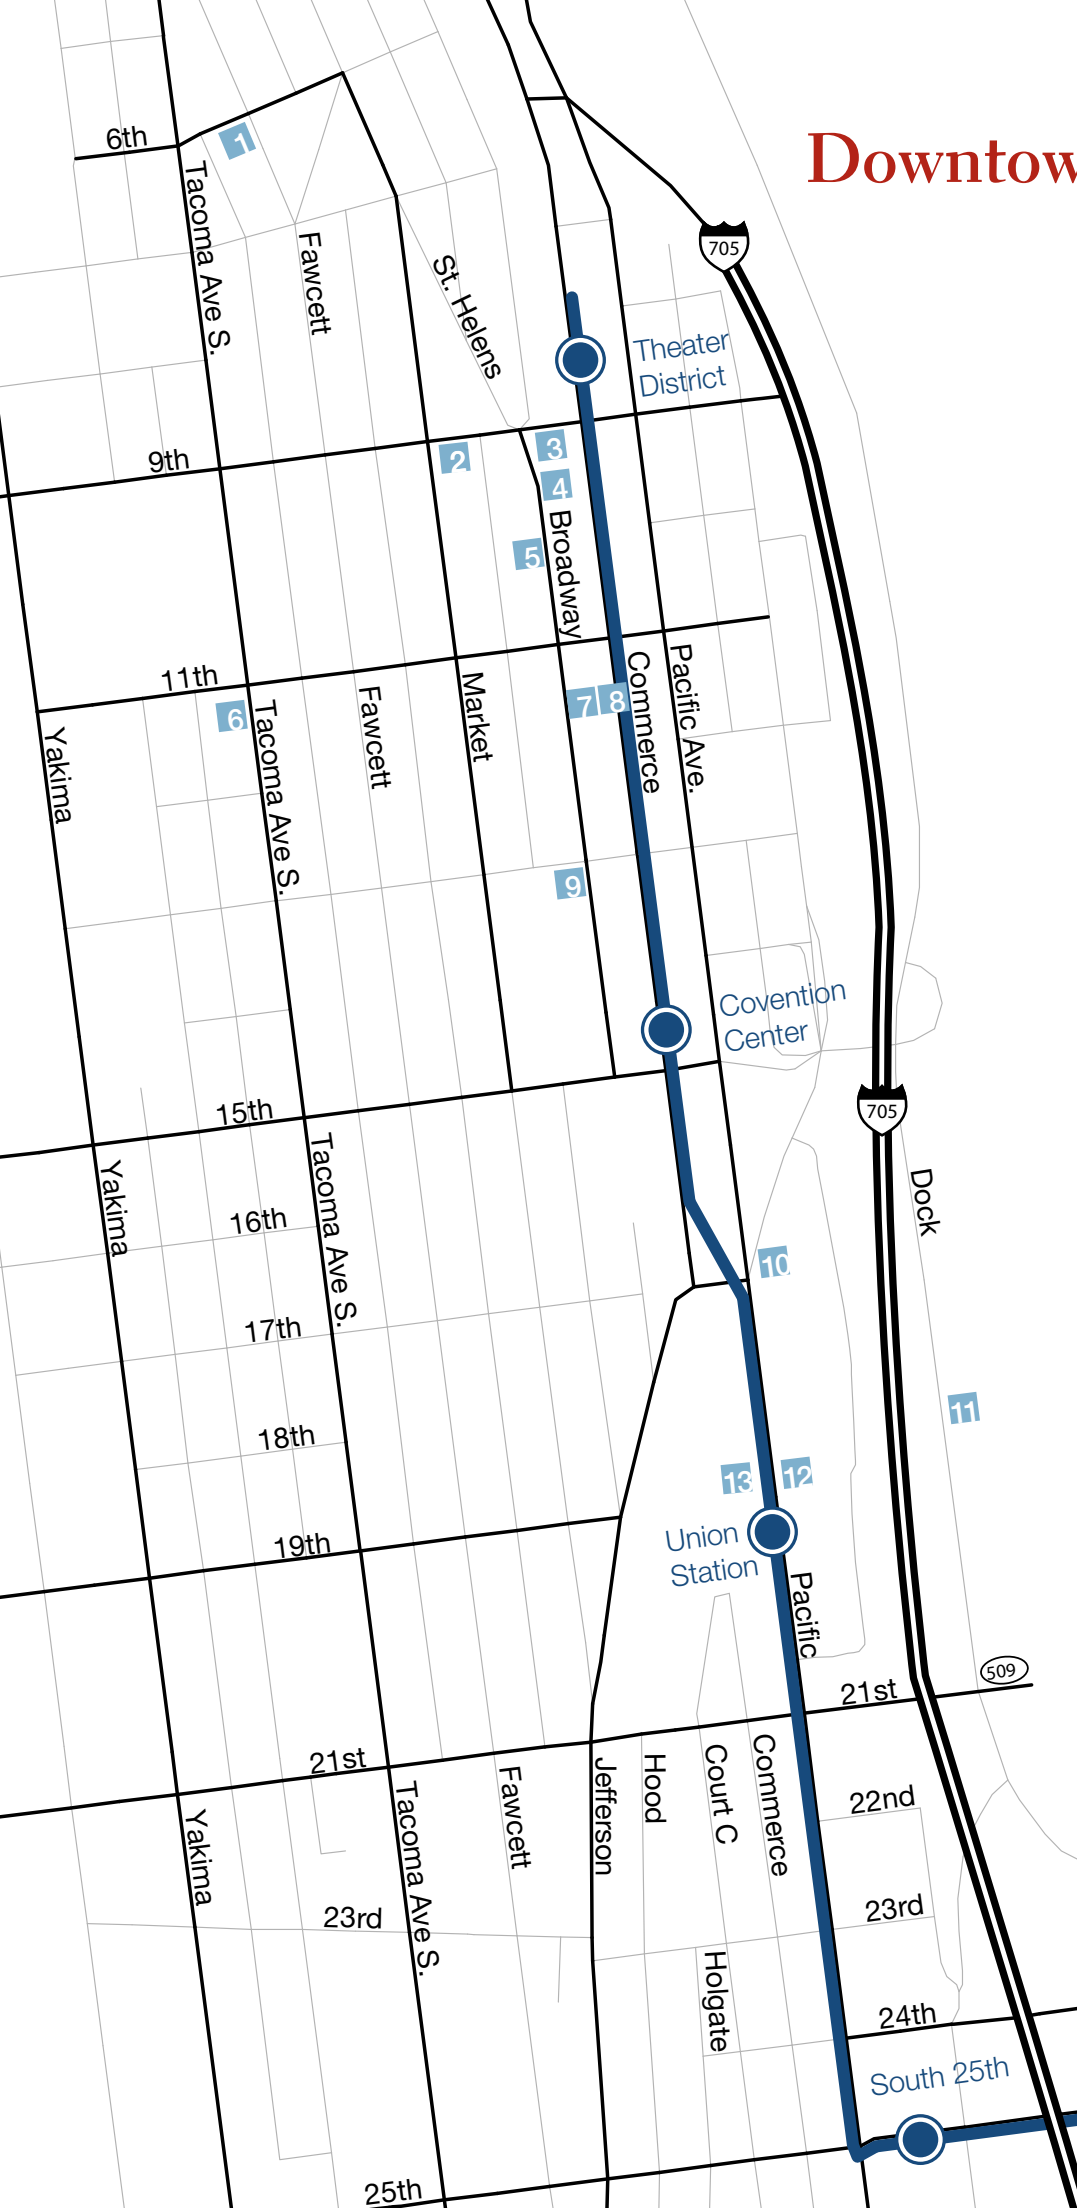 6th
1
Downtow
Tacoma Ave S.
Fawcett
St. Helens
705
Theater
District
9th
2
3
4
Broadway
5
11th
6
Tacoma Ave S.
Fawcett
Market
7
8
Commerce
Pacific Ave.
Yakima
9
Covention
Center
705
15th
Yakima
Tacoma Ave S.
16th
Dock
10
17th
11
18th
13
12
19th
Union
Station
Pacific
509
21st
21st
Yakima
Tacoma Ave S.
Fawcett
Jefferson
Hood
Court C
Commerce
22nd
23rd
23rd
Holgate
24th
South 25th
25th